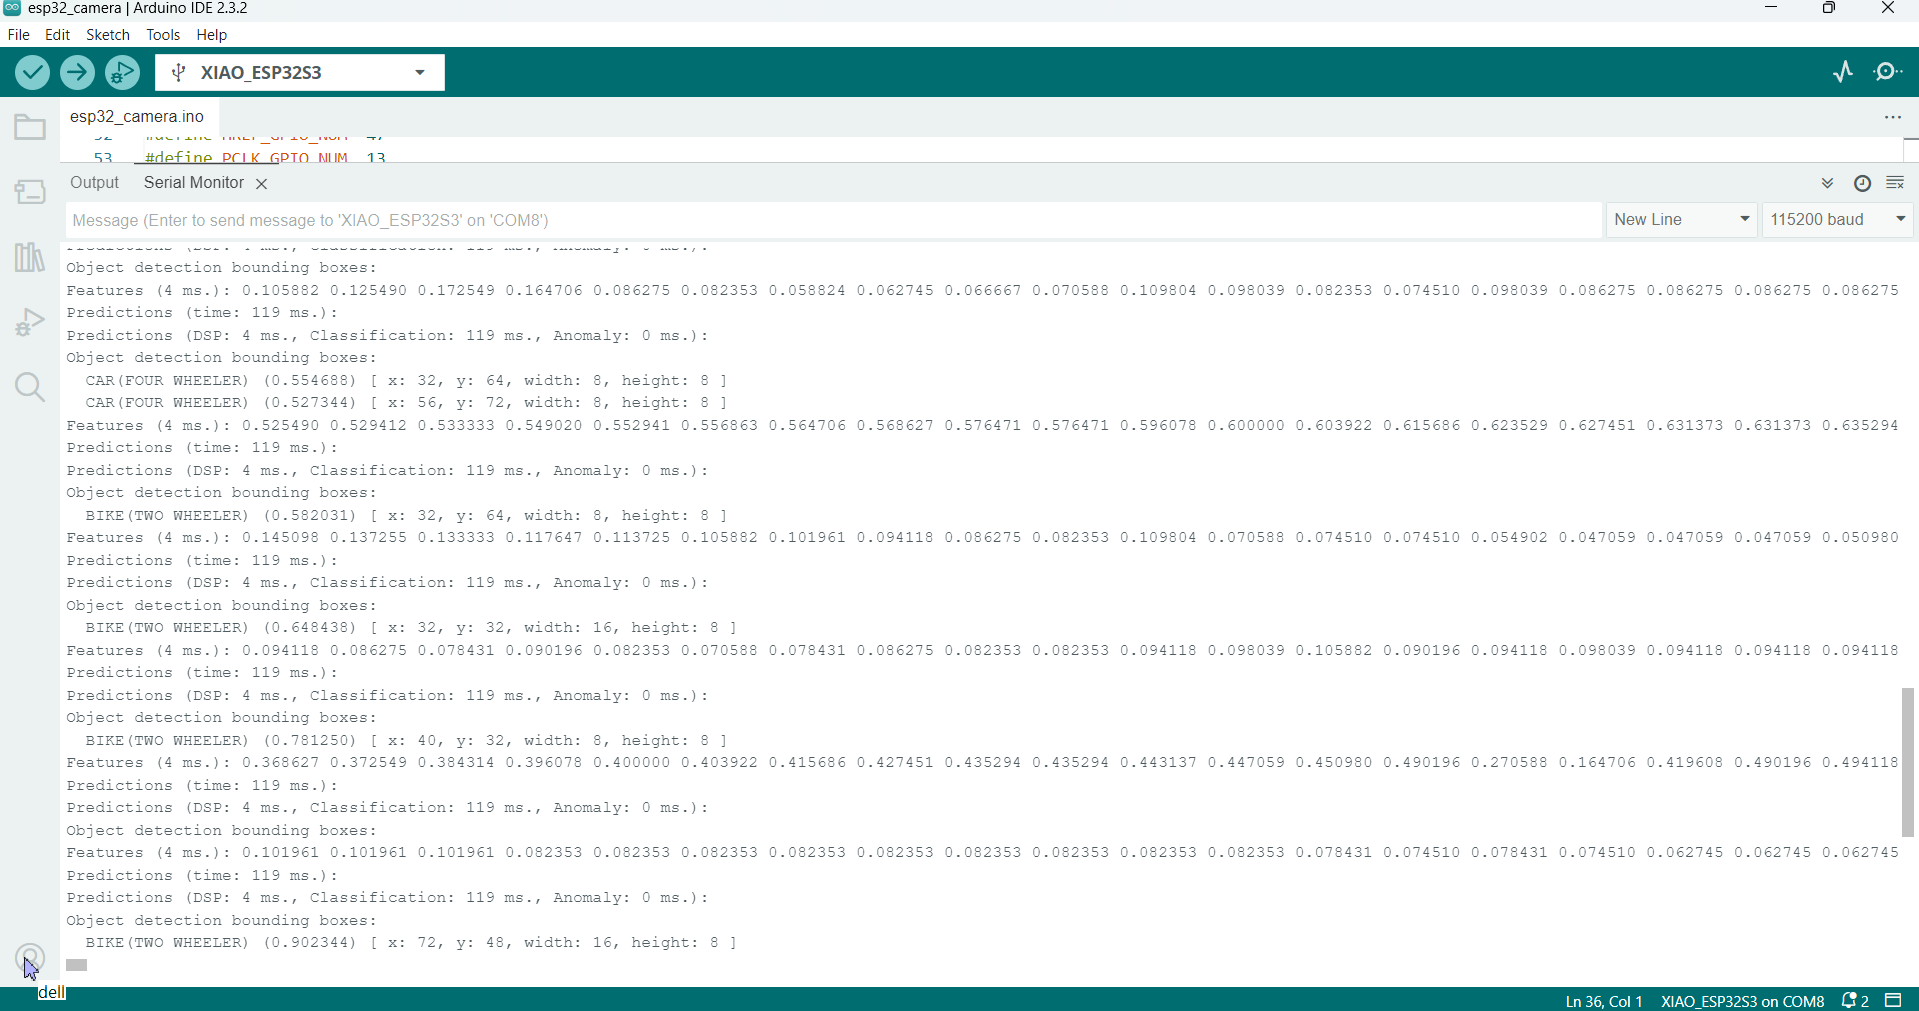 esp32_camera | Arduino IDE 2.3.2
File Edit Sketch Tools Help
XIAO_ESP32S3
esp32_camera.ino
53 #define PCLK_GPIO_NUM 13
Output Serial Monitor
Message (Enter to send message to 'XIAO_ESP32S3' on 'COM8')
New Line
115200 baud
Object detection bounding boxes:
Features (4 ms.): 0.105882 0.125490 0.172549 0.164706 0.086275 0.082353 0.058824 0.062745 0.066667 0.070588 0.109804 0.098039 0.082353 0.074510 0.098039 0.086275 0.086275 0.086275 0.086275
Predictions (time: 119 ms.):
Predictions (DSP: 4 ms., Classification: 119 ms., Anomaly: 0 ms.):
Object detection bounding boxes:
CAR(FOUR WHEELER) (0.554688) [ x: 32, y: 64, width: 8, height: 8 ]
CAR(FOUR WHEELER) (0.527344) [ x: 56, y: 72, width: 8, height: 8 ]
Features (4 ms.): 0.525490 0.529412 0.533333 0.549020 0.552941 0.556863 0.564706 0.568627 0.576471 0.576471 0.596078 0.600000 0.603922 0.615686 0.623529 0.627451 0.631373 0.631373 0.635294
Predictions (time: 119 ms.):
Predictions (DSP: 4 ms., Classification: 119 ms., Anomaly: 0 ms.):
Object detection bounding boxes:
BIKE(TWO WHEELER) (0.582031) [ x: 32, y: 64, width: 8, height: 8 ]
Features (4 ms.): 0.145098 0.137255 0.133333 0.117647 0.113725 0.105882 0.101961 0.094118 0.086275 0.082353 0.109804 0.070588 0.074510 0.074510 0.054902 0.047059 0.047059 0.047059 0.050980
Predictions (time: 119 ms.):
Predictions (DSP: 4 ms., Classification: 119 ms., Anomaly: 0 ms.):
Object detection bounding boxes:
BIKE(TWO WHEELER) (0.648438) [ x: 32, y: 32, width: 16, height: 8 ]
Features (4 ms.): 0.094118 0.086275 0.078431 0.090196 0.082353 0.070588 0.078431 0.086275 0.082353 0.082353 0.094118 0.098039 0.105882 0.090196 0.094118 0.098039 0.094118 0.094118 0.094118
Predictions (time: 119 ms.):
Predictions (DSP: 4 ms., Classification: 119 ms., Anomaly: 0 ms.):
Object detection bounding boxes:
BIKE(TWO WHEELER) (0.781250) [ x: 40, y: 32, width: 8, height: 8 ]
Features (4 ms.): 0.368627 0.372549 0.384314 0.396078 0.400000 0.403922 0.415686 0.427451 0.435294 0.435294 0.443137 0.447059 0.450980 0.490196 0.270588 0.164706 0.419608 0.490196 0.494118
Predictions (time: 119 ms.):
Predictions (DSP: 4 ms., Classification: 119 ms., Anomaly: 0 ms.):
Object detection bounding boxes:
Features (4 ms.): 0.101961 0.101961 0.101961 0.082353 0.082353 0.082353 0.082353 0.082353 0.082353 0.082353 0.082353 0.082353 0.078431 0.074510 0.078431 0.074510 0.062745 0.062745 0.062745
Predictions (time: 119 ms.):
Predictions (DSP: 4 ms., Classification: 119 ms., Anomaly: 0 ms.):
Object detection bounding boxes:
BIKE(TWO WHEELER) (0.902344) [ x: 72, y: 48, width: 16, height: 8 ]
dell
Ln 36, Col 1 XIAO_ESP32S3 on COM8 2